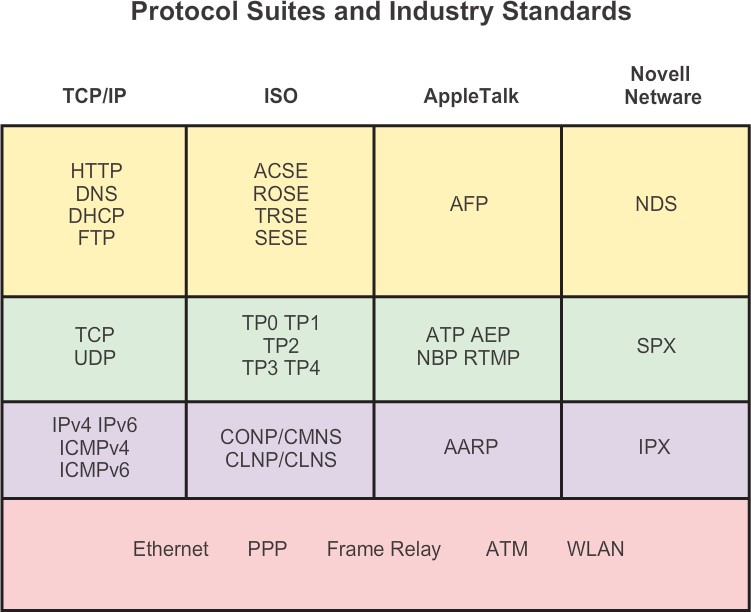 Protocol Suites and Industry Standards
TCP/IP
ISO
AppleTalk
Novell
Netware
HTTP
DNS
DHCP
FTP
ACSE
ROSE
TRSE
SESE
AFP
NDS
TCP
UDP
TP0 TP1
TP2
TP3 TP4
ATP AEP
NBP RTMP
SPX
IPv4 IPv6
ICMPv4
ICMPv6
CONP/CMNS
CLNP/CLNS
AARP
IPX
Ethernet PPP Frame Relay ATM WLAN